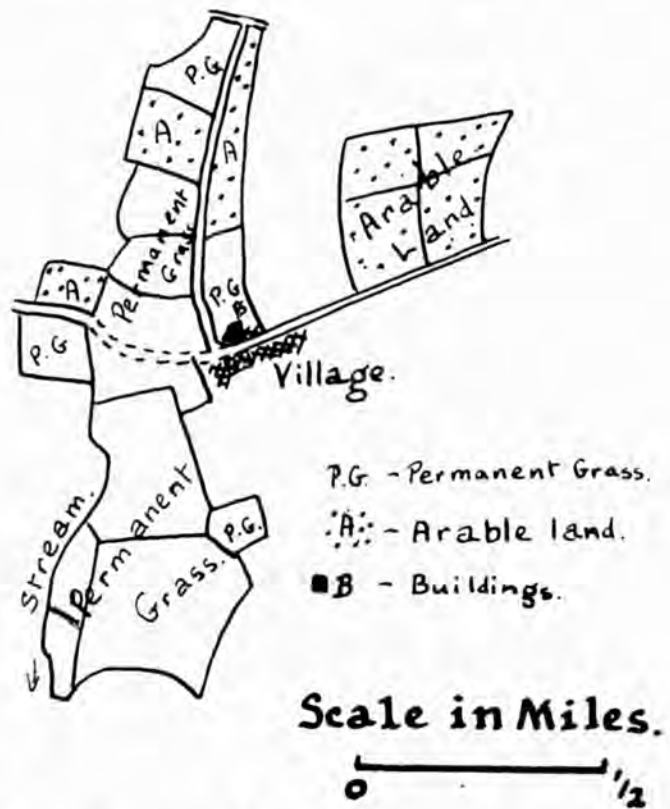 P.G
A
A
Permanent
Grass
Arable
Land
A
P.G
B
P.G
Village.
Stream.
Permanent
Grass.
P.G.
P.G. - Permanent Grass.
A - Arable land.
B - Buildings.
Scale in Miles.
0 1/2